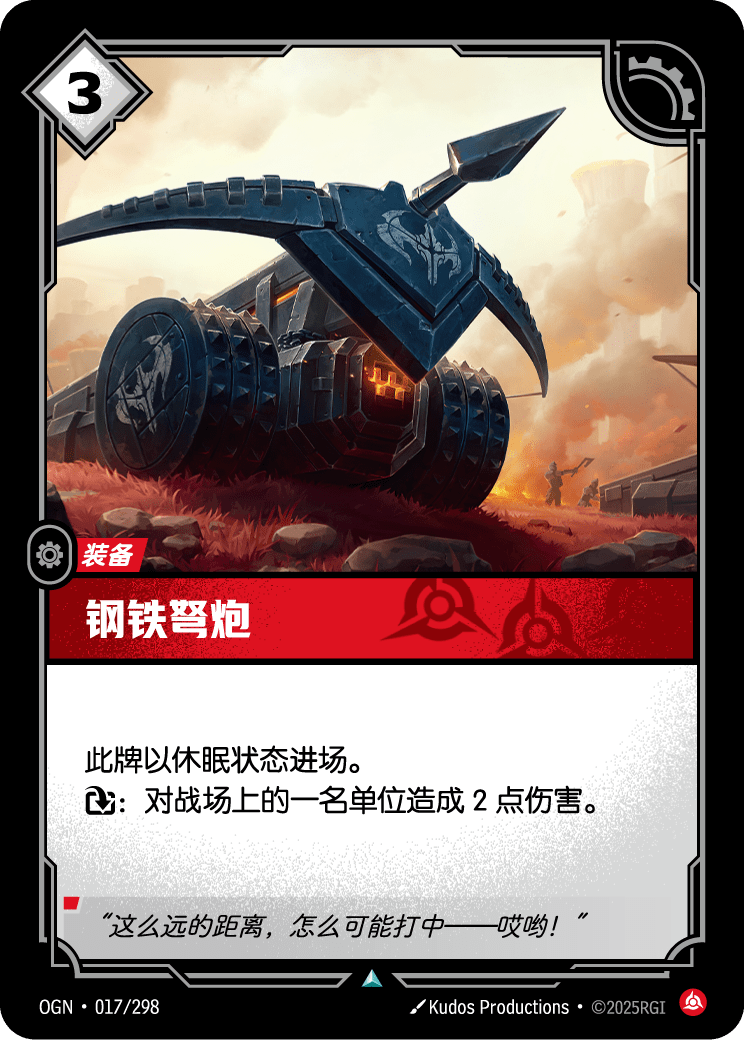 3
装备
钢铁弩炮
此牌以休眠状态进场。
：对战场上的一名单位造成 2 点伤害。
“这么远的距离，怎么可能打中——哎哟！”
OGN • 017/298
Kudos Productions • ©2025RGI